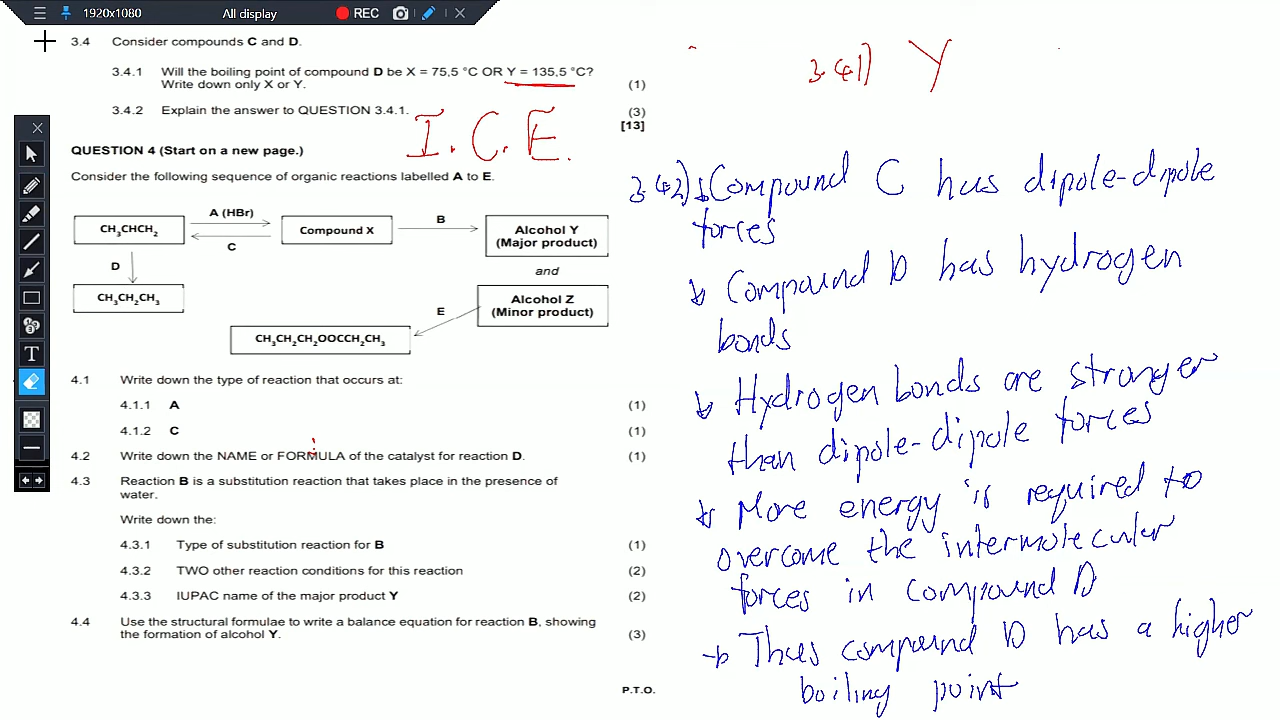 1920x1080 All display REC
3.4 Consider compounds C and D.
3.4.1 Will the boiling point of compound D be X = 75,5 °C OR Y = 135,5 °C?
Write down only X or Y. (1)
3.4.2 Explain the answer to QUESTION 3.4.1. (3)
[13]
I.C.E.
QUESTION 4 (Start on a new page.)
Consider the following sequence of organic reactions labelled A to E.
CH₃CHCH₂
A (HBr)
C
Compound X
B
Alcohol Y
(Major product)
and
D
CH₃CH₂CH₃
Alcohol Z
(Minor product)
E
CH₃CH₂CH₂OOCCH₂CH₃
4.1 Write down the type of reaction that occurs at:
4.1.1 A (1)
4.1.2 C (1)
4.2 Write down the NAME or FORMULA of the catalyst for reaction D. (1)
4.3 Reaction B is a substitution reaction that takes place in the presence of
water.
Write down the:
4.3.1 Type of substitution reaction for B (1)
4.3.2 TWO other reaction conditions for this reaction (2)
4.3.3 IUPAC name of the major product Y (2)
4.4 Use the structural formulae to write a balance equation for reaction B, showing
the formation of alcohol Y. (3)
P.T.O.
3.4.1) Y
3.4.2) Compound C has dipole-dipole
forces
Compound D has hydrogen
bonds
Hydrogen bonds are stronger
than dipole-dipole forces
More energy is required to
overcome the intermolecular
forces in compound D
Thus compound D has a higher
boiling point
T